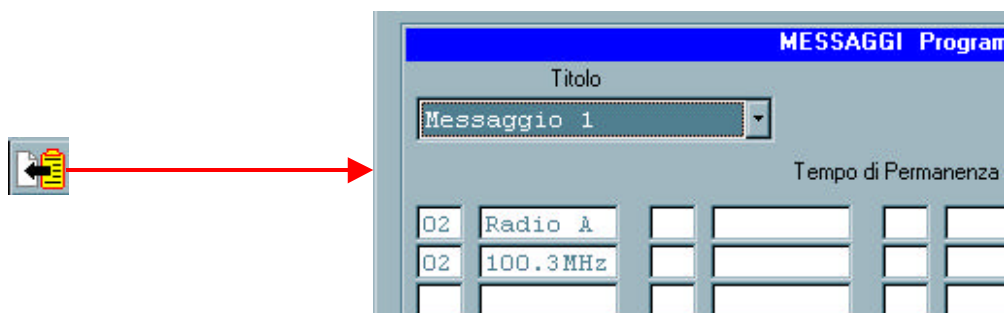 MESSAGGI Program
Titolo
Messaggio 1
Tempo di Permanenza
02 Radio A
02 100.3MHz